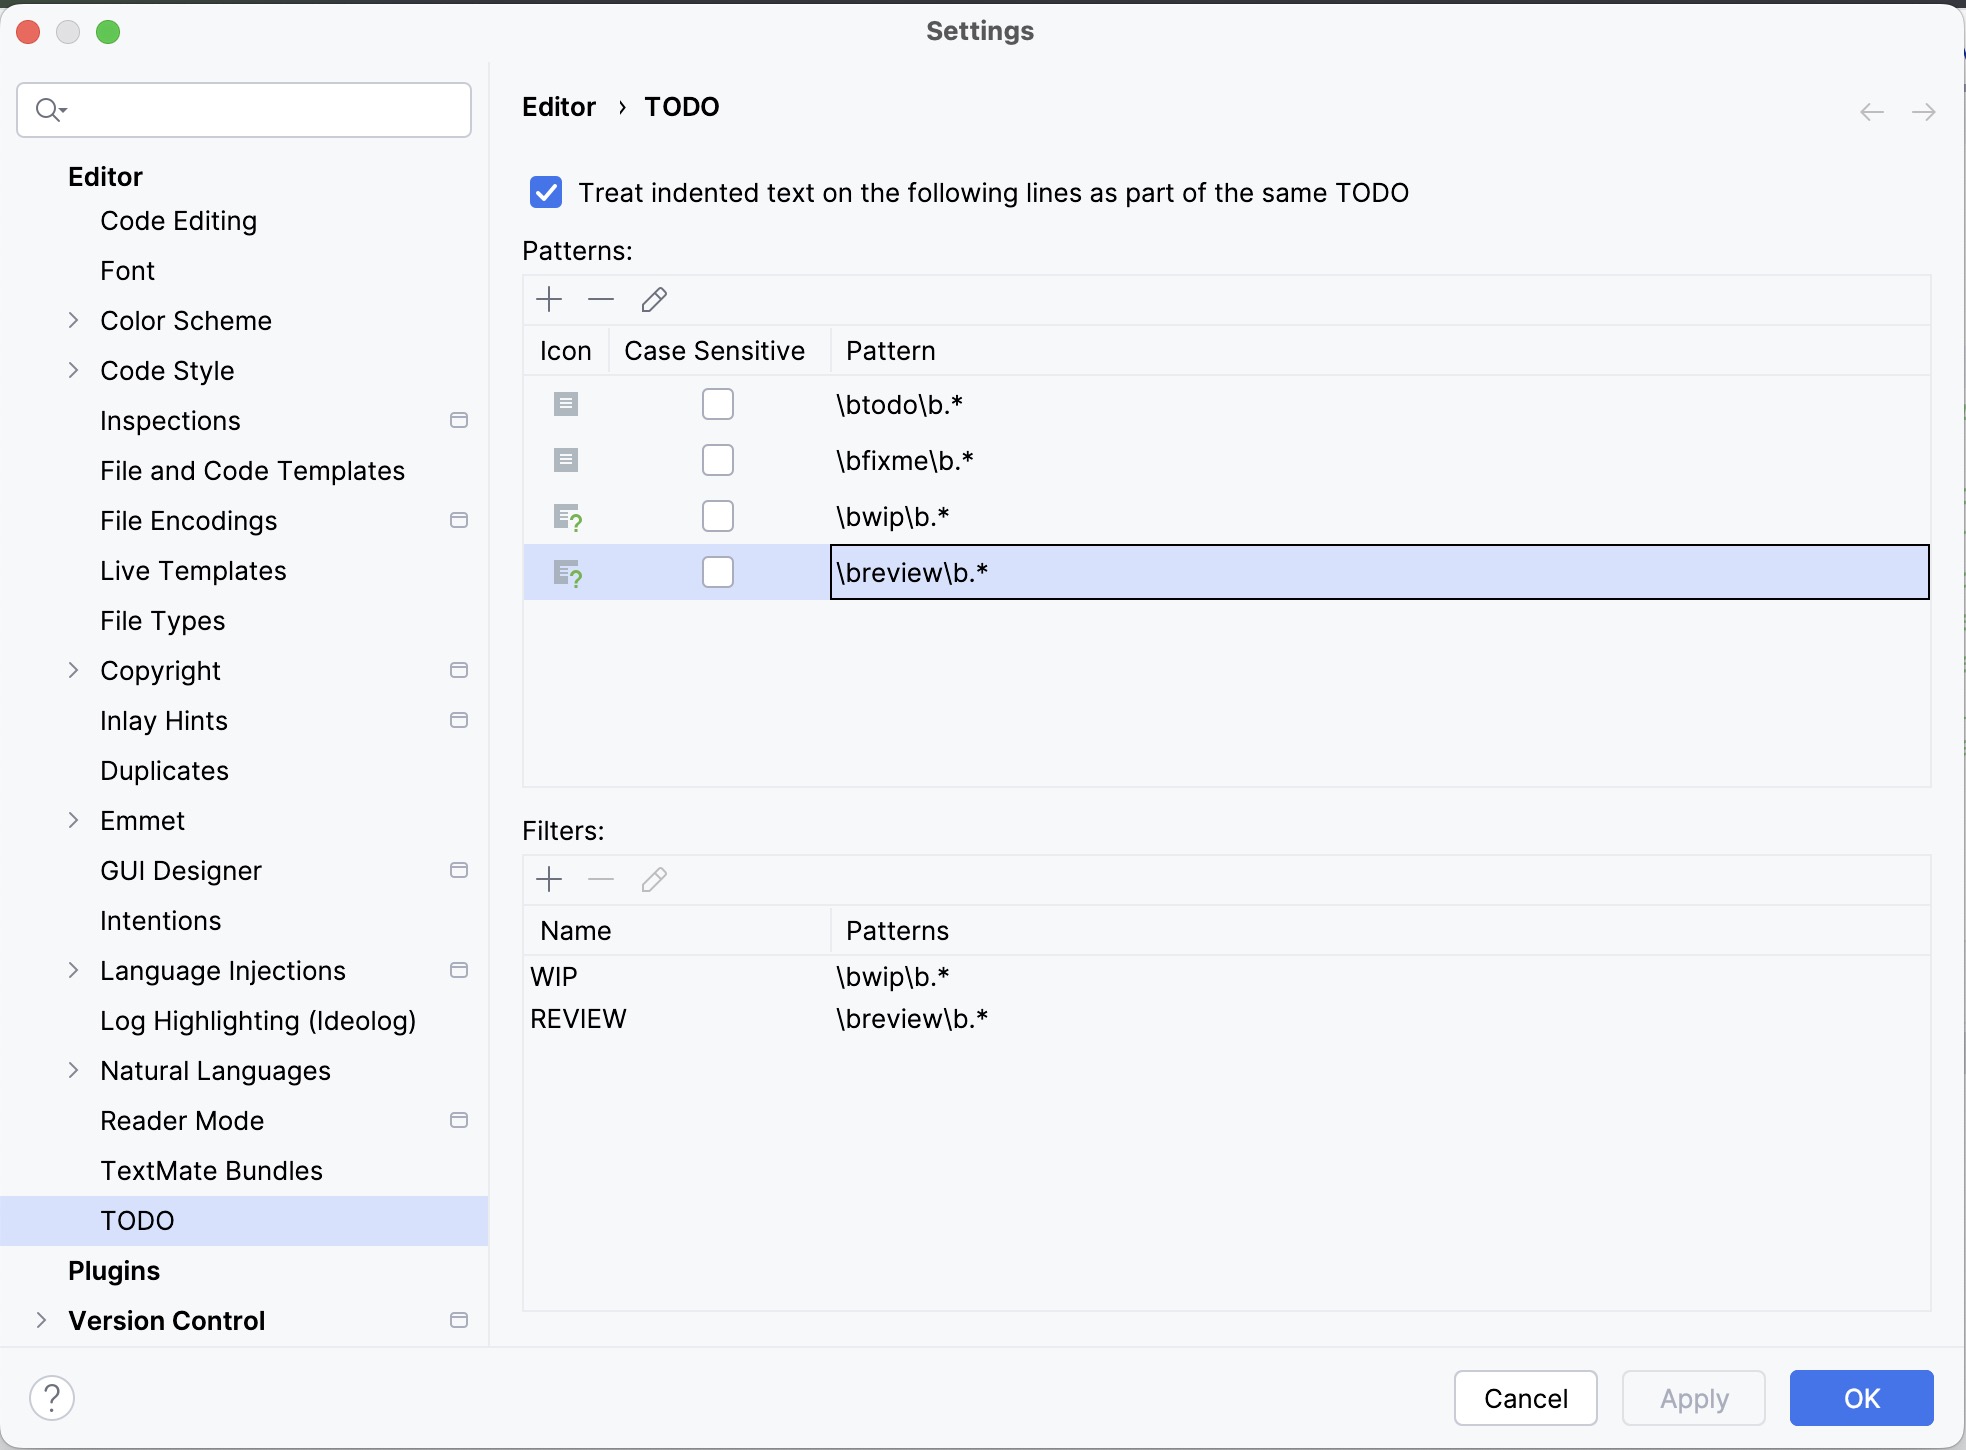 Settings
Editor
Code Editing
Font
Color Scheme
Code Style
Inspections
File and Code Templates
File Encodings
Live Templates
File Types
Copyright
Inlay Hints
Duplicates
Emmet
GUI Designer
Intentions
Language Injections
Log Highlighting (Ideolog)
Natural Languages
Reader Mode
TextMate Bundles
TODO
Plugins
Version Control
Editor › TODO
Treat indented text on the following lines as part of the same TODO
Patterns:
Icon Case Sensitive Pattern
\btodo\b.*
\bfixme\b.*
\bwip\b.*
\breview\b.*
Filters:
Name Patterns
WIP \bwip\b.*
REVIEW \breview\b.*
? Cancel Apply OK